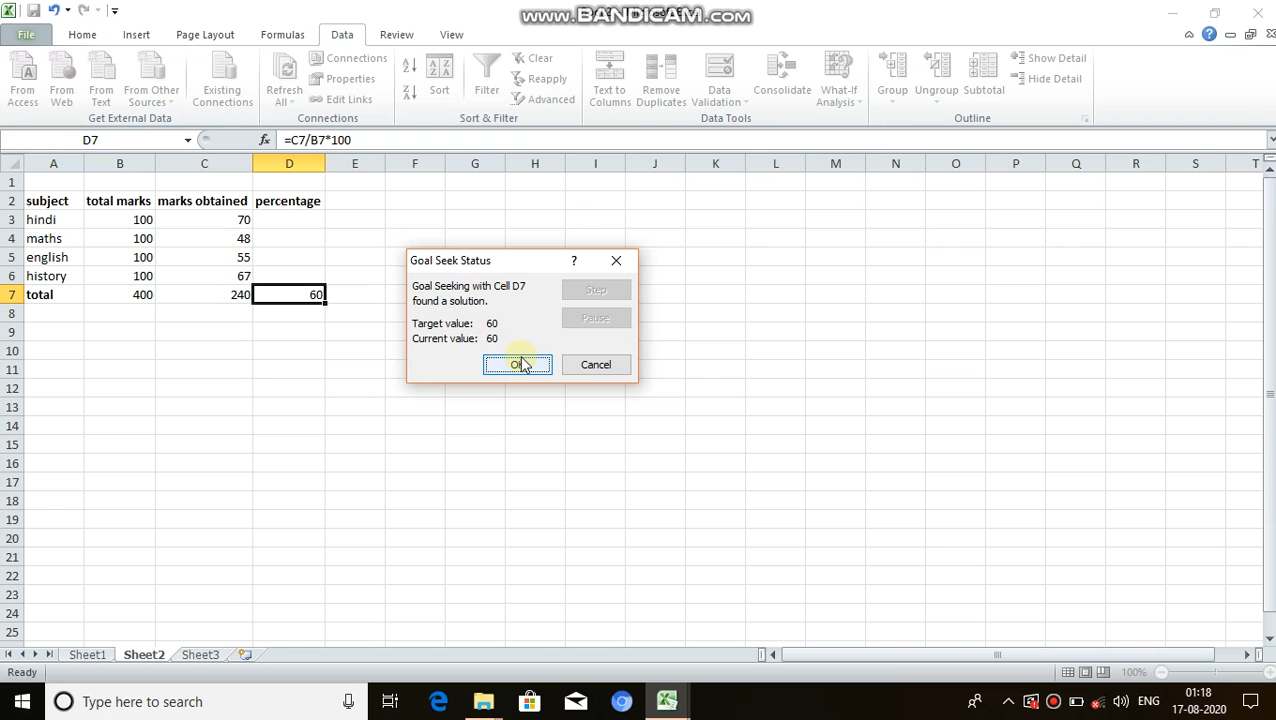 www.BANDICAM.com
File Home Insert Page Layout Formulas Data Review View
From Access
From Web
From Text
From Other Sources
Existing Connections
Refresh All
Connections
Properties
Edit Links
Sort
Filter
Clear
Reapply
Advanced
Text to Columns
Remove Duplicates
Data Validation
Consolidate
What-If Analysis
Group
Ungroup
Subtotal
Show Detail
Hide Detail
Get External Data Connections Sort & Filter Data Tools Outline
D7 fx =C7/B7*100
A B C D E F G H I J K L M N O P Q R S T
1
2 subject total marks marks obtained percentage
3 hindi 100 70
4 maths 100 48
5 english 100 55
6 history 100 67
7 total 400 240 60
8
9
10
11
12
13
14
15
16
17
18
19
20
21
22
23
24
25
Goal Seek Status ?
Goal Seeking with Cell D7
found a solution.
Target value: 60
Current value: 60
Step
Pause
Cancel
Sheet1 Sheet2 Sheet3
Ready 100%
Type here to search
ENG
01:18
17-08-2020